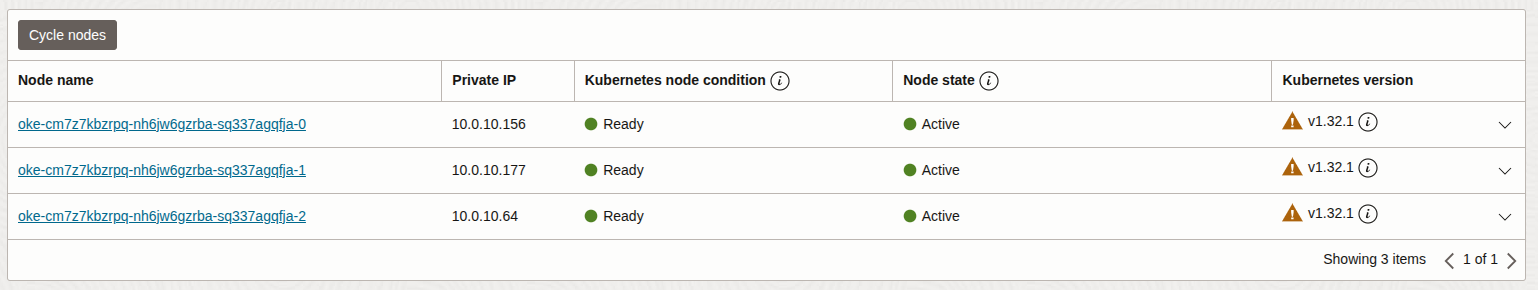 Cycle nodes
Node name Private IP Kubernetes node condition Node state Kubernetes version
oke-cm7z7kbzrpq-nh6jw6gzrba-sq337agqfja-0 10.0.10.156 Ready Active v1.32.1
oke-cm7z7kbzrpq-nh6jw6gzrba-sq337agqfja-1 10.0.10.177 Ready Active v1.32.1
oke-cm7z7kbzrpq-nh6jw6gzrba-sq337agqfja-2 10.0.10.64 Ready Active v1.32.1
Showing 3 items 1 of 1